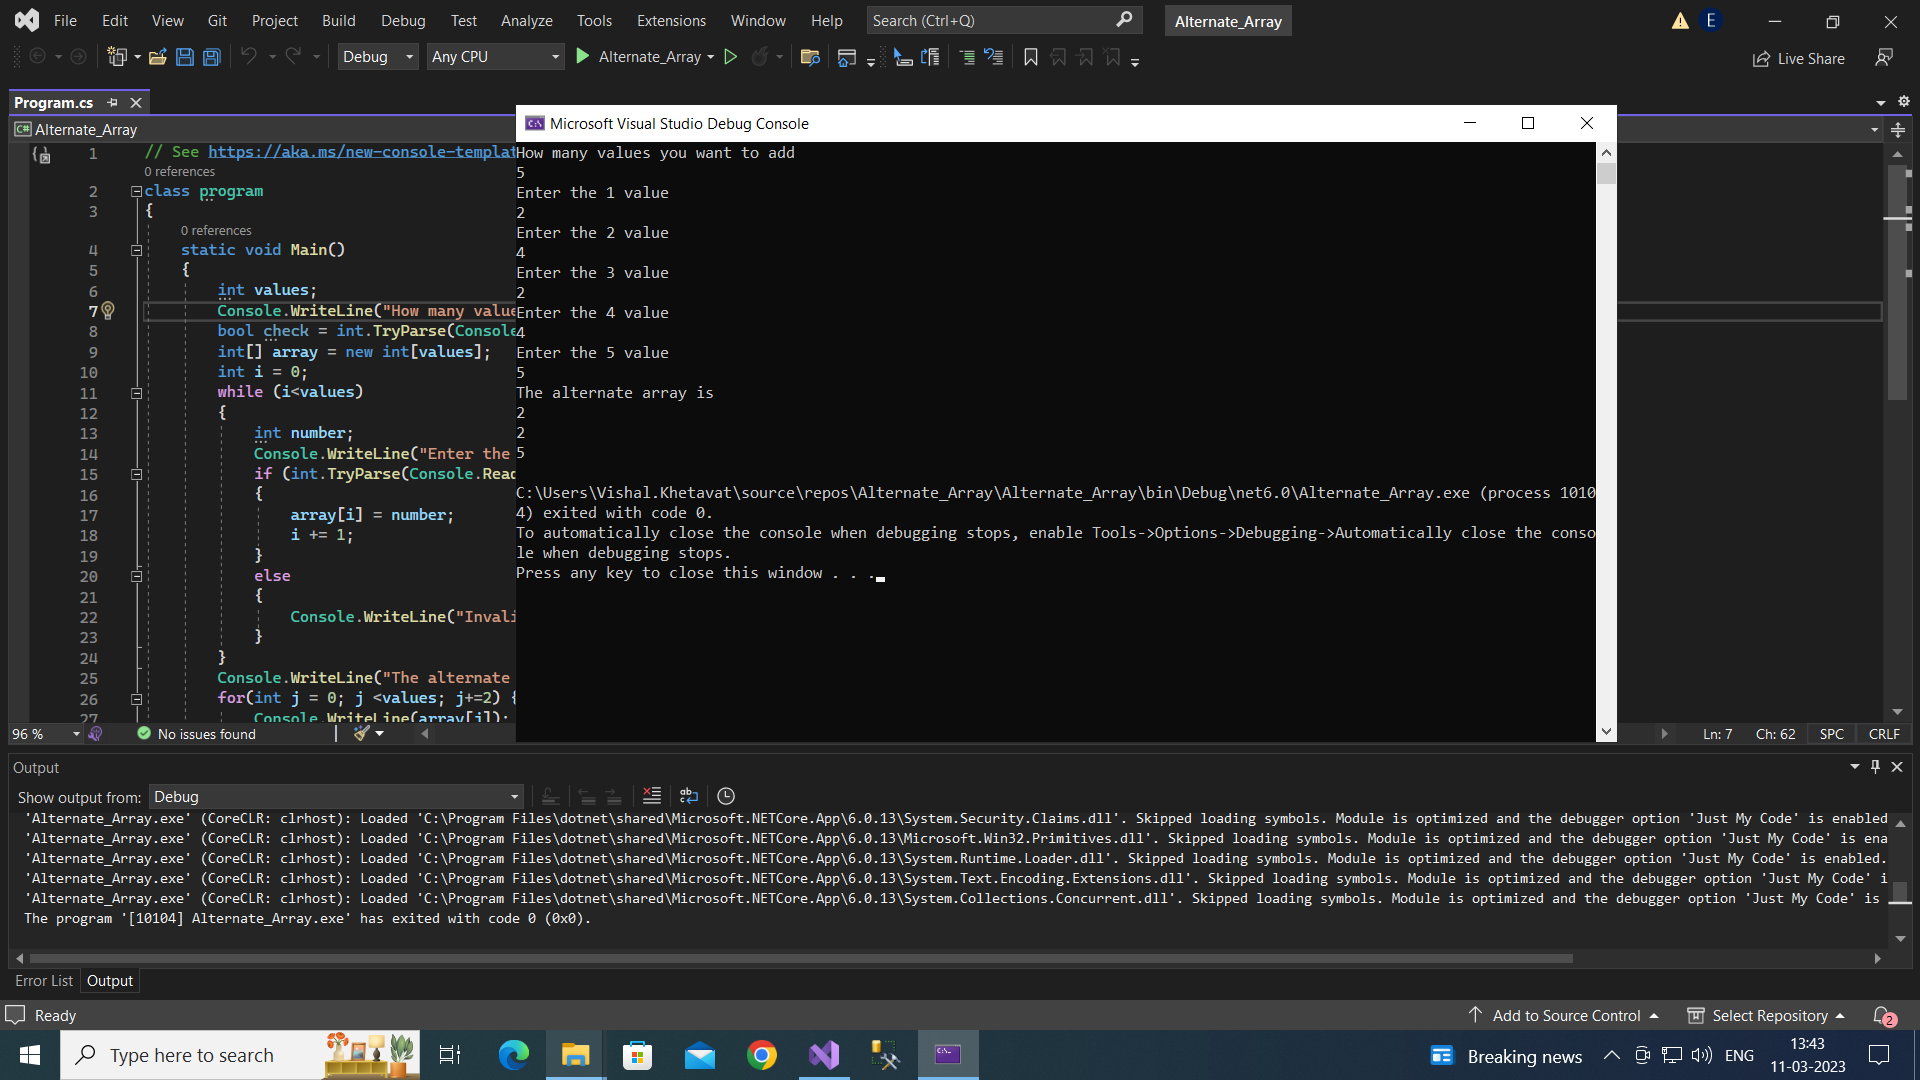 File Edit View Git Project Build Debug Test Analyze Tools Extensions Window Help Search (Ctrl+Q) Alternate_Array E
Debug Any CPU Alternate_Array Live Share
Program.cs
Alternate_Array
Microsoft Visual Studio Debug Console
1 // See https://aka.ms/new-console-templat
0 references
2 class program
3 {
0 references
4 static void Main()
5 {
6 int values;
7 Console.WriteLine("How many value
8 bool check = int.TryParse(Console
9 int[] array = new int[values];
10 int i = 0;
11 while (i<values)
12 {
13 int number;
14 Console.WriteLine("Enter the
15 if (int.TryParse(Console.Read
16 {
17 array[i] = number;
18 i += 1;
19 }
20 else
21 {
22 Console.WriteLine("Invali
23 }
24 }
25 Console.WriteLine("The alternate
26 for(int j = 0; j <values; j+=2) {
27 Console.WriteLine(array[j]);
How many values you want to add
5
Enter the 1 value
2
Enter the 2 value
4
Enter the 3 value
2
Enter the 4 value
4
Enter the 5 value
5
The alternate array is
2
2
5
C:\Users\Vishal.Khetavat\source\repos\Alternate_Array\Alternate_Array\bin\Debug\net6.0\Alternate_Array.exe (process 1010
4) exited with code 0.
To automatically close the console when debugging stops, enable Tools->Options->Debugging->Automatically close the conso
le when debugging stops.
Press any key to close this window . . .
96 % No issues found Ln: 7 Ch: 62 SPC CRLF
Output
Show output from: Debug
'Alternate_Array.exe' (CoreCLR: clrhost): Loaded 'C:\Program Files\dotnet\shared\Microsoft.NETCore.App\6.0.13\System.Security.Claims.dll'. Skipped loading symbols. Module is optimized and the debugger option 'Just My Code' is enabled
'Alternate_Array.exe' (CoreCLR: clrhost): Loaded 'C:\Program Files\dotnet\shared\Microsoft.NETCore.App\6.0.13\Microsoft.Win32.Primitives.dll'. Skipped loading symbols. Module is optimized and the debugger option 'Just My Code' is ena
'Alternate_Array.exe' (CoreCLR: clrhost): Loaded 'C:\Program Files\dotnet\shared\Microsoft.NETCore.App\6.0.13\System.Runtime.Loader.dll'. Skipped loading symbols. Module is optimized and the debugger option 'Just My Code' is enabled.
'Alternate_Array.exe' (CoreCLR: clrhost): Loaded 'C:\Program Files\dotnet\shared\Microsoft.NETCore.App\6.0.13\System.Text.Encoding.Extensions.dll'. Skipped loading symbols. Module is optimized and the debugger option 'Just My Code' i
'Alternate_Array.exe' (CoreCLR: clrhost): Loaded 'C:\Program Files\dotnet\shared\Microsoft.NETCore.App\6.0.13\System.Collections.Concurrent.dll'. Skipped loading symbols. Module is optimized and the debugger option 'Just My Code' is
The program '[10104] Alternate_Array.exe' has exited with code 0 (0x0).
Error List Output
Ready Add to Source Control Select Repository 2
Type here to search Breaking news ENG 13:43
11-03-2023